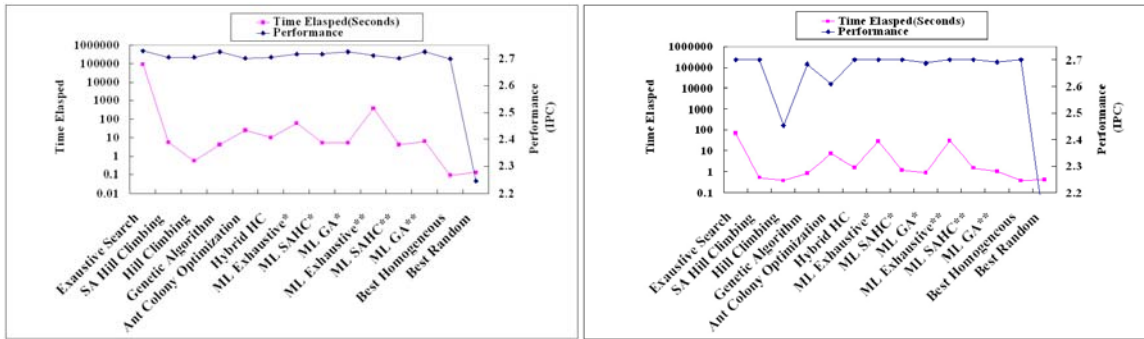 Time Elasped(Seconds)
Performance
1000000
100000
10000
1000
100
10
1
0.1
0.01
Time Elasped
2.7
2.6
2.5
2.4
2.3
2.2
Performance
(IPC)
Exaustive Search
SA Hill Climbing
Hill Climbing
Genetic Algorithm
Ant Colony Optimization
Hybrid HC
ML Exhaustive*
ML SAHC*
ML GA*
ML Exhaustive**
ML SAHC**
ML GA**
Best Homogeneous
Best Random
Time Elasped(Seconds)
Performance
1000000
100000
10000
1000
100
10
1
0.1
Time Elasped
2.7
2.6
2.5
2.4
2.3
2.2
Performance
(IPC)
Exaustive Search
SA Hill Climbing
Hill Climbing
Genetic Algorithm
Ant Colony Optimization
Hybrid HC
ML Exhaustive*
ML SAHC*
ML GA*
ML Exhaustive**
ML SAHC**
ML GA**
Best Homogeneous
Best Random